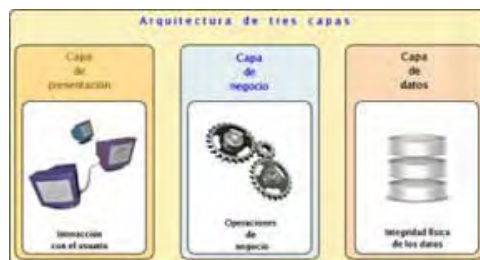 Arquitectura de tres capas
Capa
de
presentación
Interacción
con el usuario
Capa
de
negocio
Operaciones
de
negocio
Capa
de
datos
Integridad física
de los datos